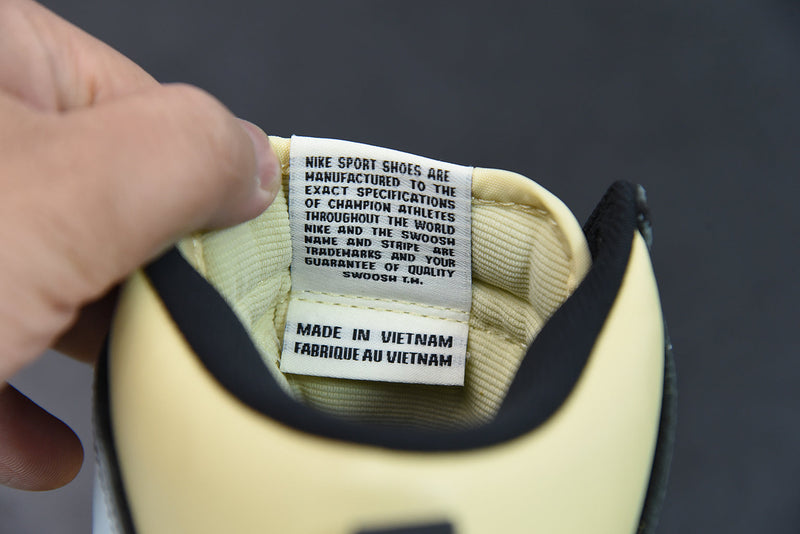 NIKE SPORT SHOES ARE
MANUFACTURED TO THE
EXACT SPECIFICATIONS
OF CHAMPION ATHLETES
THROUGHOUT THE WORLD
NIKE AND THE SWOOSH
NAME AND STRIPE ARE
TRADEMARKS AND YOUR
GUARANTEE OF QUALITY
SWOOSH T.M.
MADE IN VIETNAM
FABRIQUE AU VIETNAM